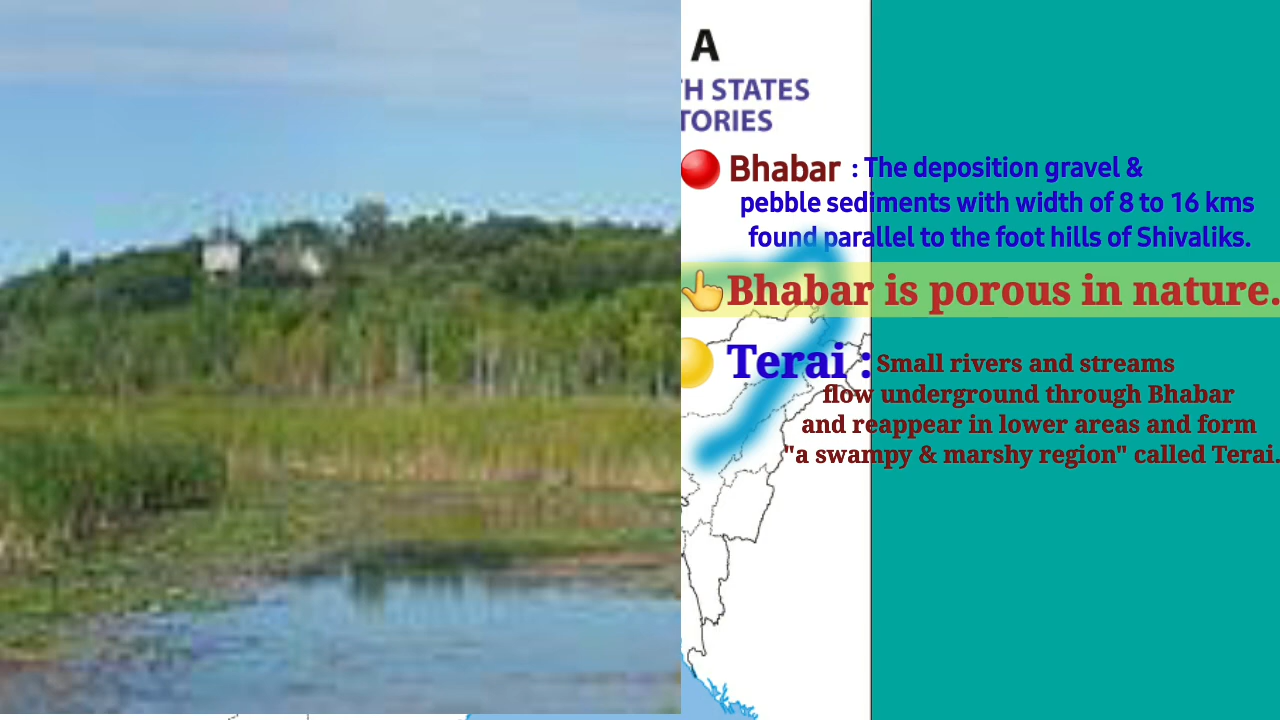 A
TH STATES
TORIES
Bhabar : The deposition gravel &
pebble sediments with width of 8 to 16 kms
found parallel to the foot hills of Shivaliks.
Bhabar is porous in nature.
Terai : Small rivers and streams
flow underground through Bhabar
and reappear in lower areas and form
"a swampy & marshy region" called Terai.